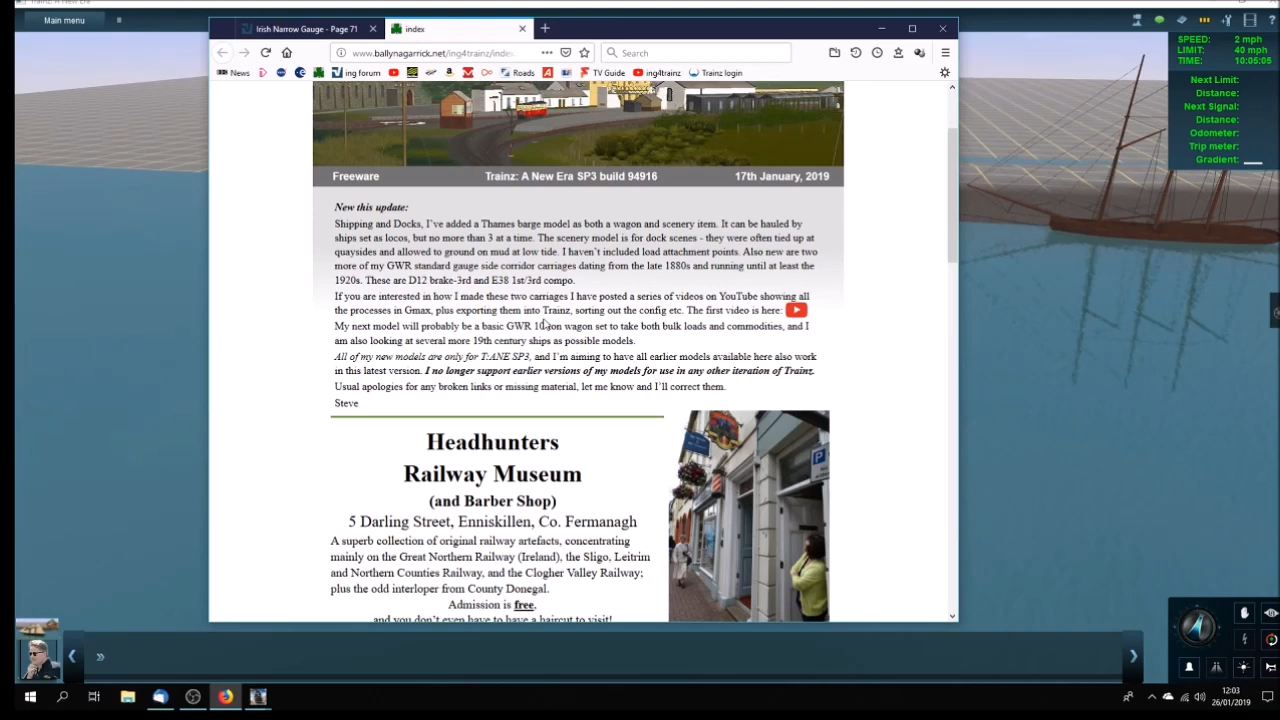 Trainz: A New Era
Main menu
Irish Narrow Gauge - Page 71
index
www.ballynagarrick.net/ing4trainz/index
Search
News
ing forum
Roads
TV Guide
ing4trainz
Trainz login
SPEED: 2 mph
LIMIT: 40 mph
TIME: 10:05:05
Next Limit:
Distance:
Next Signal:
Distance:
Odometer:
Trip meter:
Gradient:
Freeware Trainz: A New Era SP3 build 94916 17th January, 2019
New this update:
Shipping and Docks, I've added a Thames barge model as both a wagon and scenery item. It can be hauled by
ships set as locos, but no more than 3 at a time. The scenery model is for dock scenes - they were often tied up at
quaysides and allowed to ground on mud at low tide. I haven't included load attachment points. Also new are two
more of my GWR standard gauge side corridor carriages dating from the late 1880s and running until at least the
1920s. These are D12 brake-3rd and E38 1st/3rd compo.
If you are interested in how I made these two carriages I have posted a series of videos on YouTube showing all
the processes in Gmax, plus exporting them into Trainz, sorting out the config etc. The first video is here:
My next model will probably be a basic GWR 10 ton wagon set to take both bulk loads and commodities, and I
am also looking at several more 19th century ships as possible models.
All of my new models are only for T:ANE SP3, and I'm aiming to have all earlier models available here also work
in this latest version. I no longer support earlier versions of my models for use in any other iteration of Trainz.
Usual apologies for any broken links or missing material, let me know and I'll correct them.
Steve
Headhunters
Railway Museum
(and Barber Shop)
5 Darling Street, Enniskillen, Co. Fermanagh
A superb collection of original railway artefacts, concentrating
mainly on the Great Northern Railway (Ireland), the Sligo, Leitrim
and Northern Counties Railway, and the Clogher Valley Railway;
plus the odd interloper from County Donegal.
Admission is free.
and you don't even have to have a haircut to visit!
P
12:03
26/01/2019